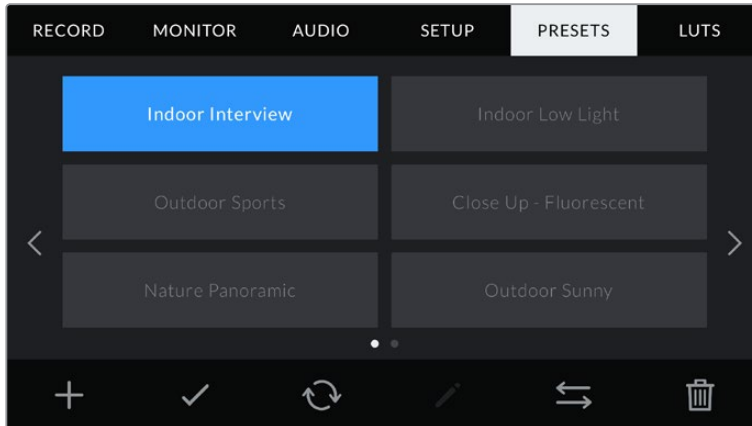 RECORD MONITOR AUDIO SETUP PRESETS LUTS
Indoor Interview Indoor Low Light
Outdoor Sports Close Up - Fluorescent
Nature Panoramic Outdoor Sunny